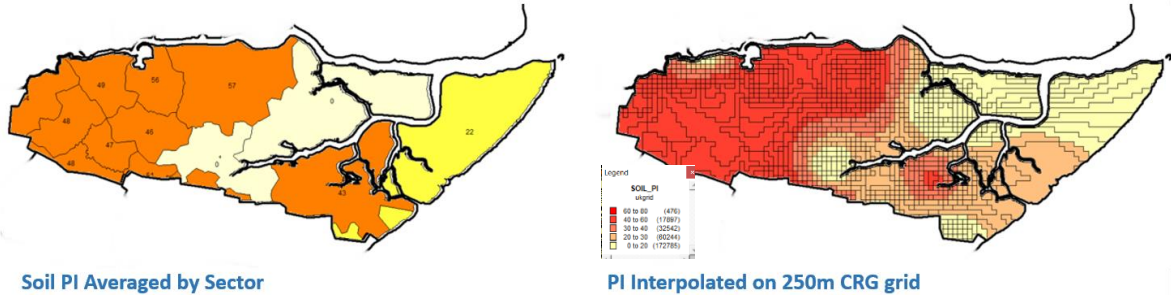 49
56
57
48
46
47
48
51
0
0
43
22
Legend
SOIL_PI
ukgrid
60 to 80 (476)
40 to 60 (17897)
30 to 40 (32542)
20 to 30 (60244)
0 to 20 (172785)
Soil PI Averaged by Sector
PI Interpolated on 250m CRG grid